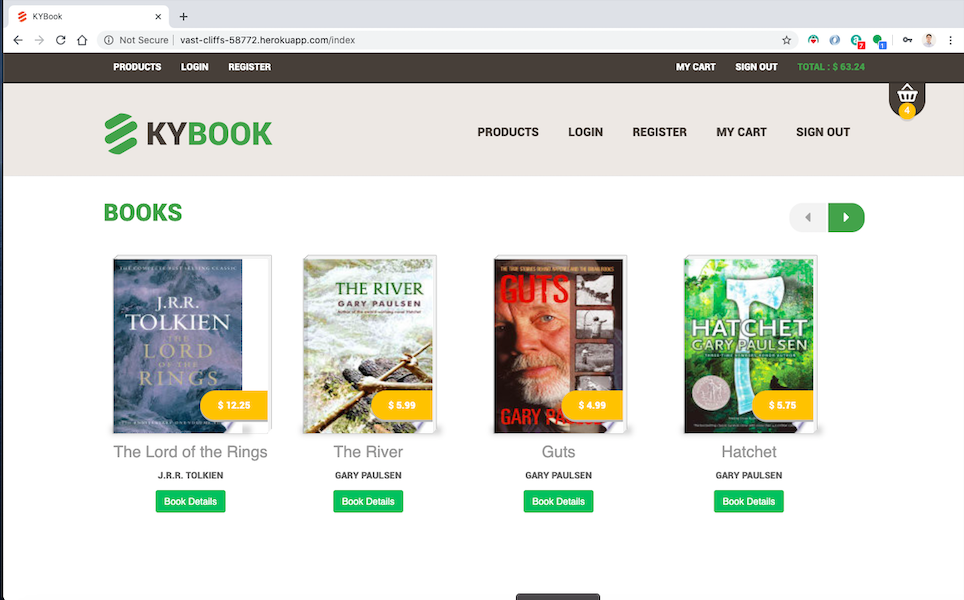 KYBook
Not Secure | vast-cliffs-58772.herokuapp.com/index
7
1
PRODUCTS LOGIN REGISTER MY CART SIGN OUT TOTAL : $ 63.24
4
KYBOOK PRODUCTS LOGIN REGISTER MY CART SIGN OUT
BOOKS
THE COMPLETE BEST SELLING CLASSIC
J.R.R.
TOLKIEN
THE
LORD
OF THE
RINGS
$ 12.25
The Lord of the Rings
J.R.R. TOLKIEN
Book Details
THE RIVER
GARY PAULSEN
Author of the award-winning novel Hatchet
$ 5.99
The River
GARY PAULSEN
Book Details
THE TRUE STORIES BEHIND HATCHET AND THE BRIAN BOOKS
GUTS
GARY PA
$ 4.99
Guts
GARY PAULSEN
Book Details
HATCHET
GARY PAULSEN
THREE-TIME NEWBERY HONOR AUTHOR
$ 5.75
Hatchet
GARY PAULSEN
Book Details